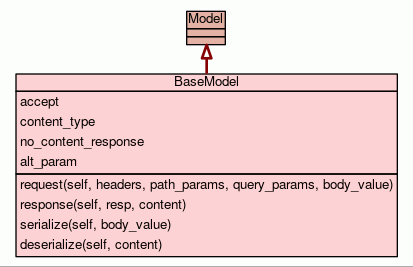 Model
BaseModel
accept
content_type
no_content_response
alt_param
request(self, headers, path_params, query_params, body_value)
response(self, resp, content)
serialize(self, body_value)
deserialize(self, content)